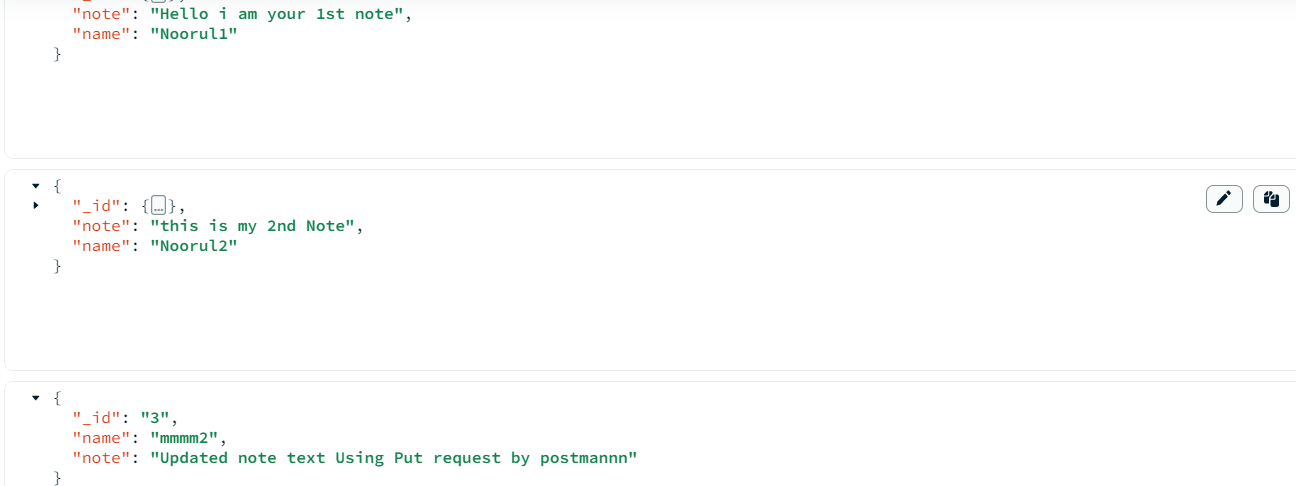 "note": "Hello i am your 1st note",
"name": "Noorul1"
}
{
"_id": {…},
"note": "this is my 2nd Note",
"name": "Noorul2"
}
{
"_id": "3",
"name": "mmmm2",
"note": "Updated note text Using Put request by postmannn"
}